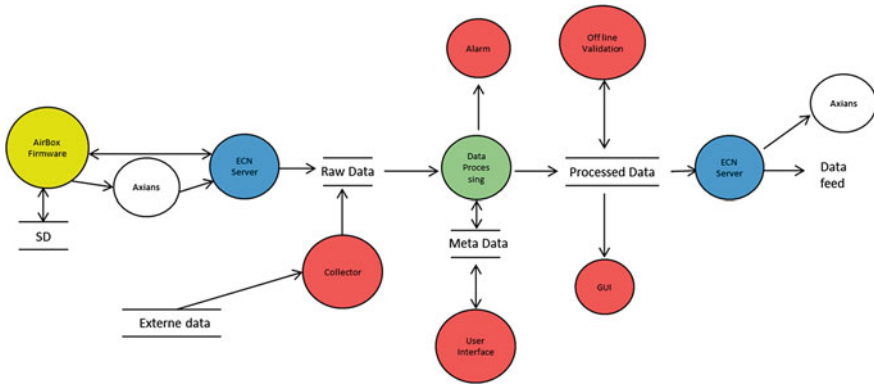 Alarm
Off line
Validation
Axians
AirBox
Firmware
ECN
Server
Raw Data
Data
Proces
sing
Processed Data
ECN
Server
Data
feed
Axians
SD
Meta Data
Collector
GUI
Externe data
User
Interface